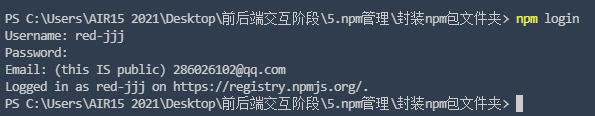 PS C:\Users\AIR15 2021\Desktop\前后端交互阶段\5.npm管理\封装npm包文件夹> npm login
Username: red-jjj
Password:
Email: (this IS public) 286026102@qq.com
Logged in as red-jjj on https://registry.npmjs.org/.
PS C:\Users\AIR15 2021\Desktop\前后端交互阶段\5.npm管理\封装npm包文件夹>